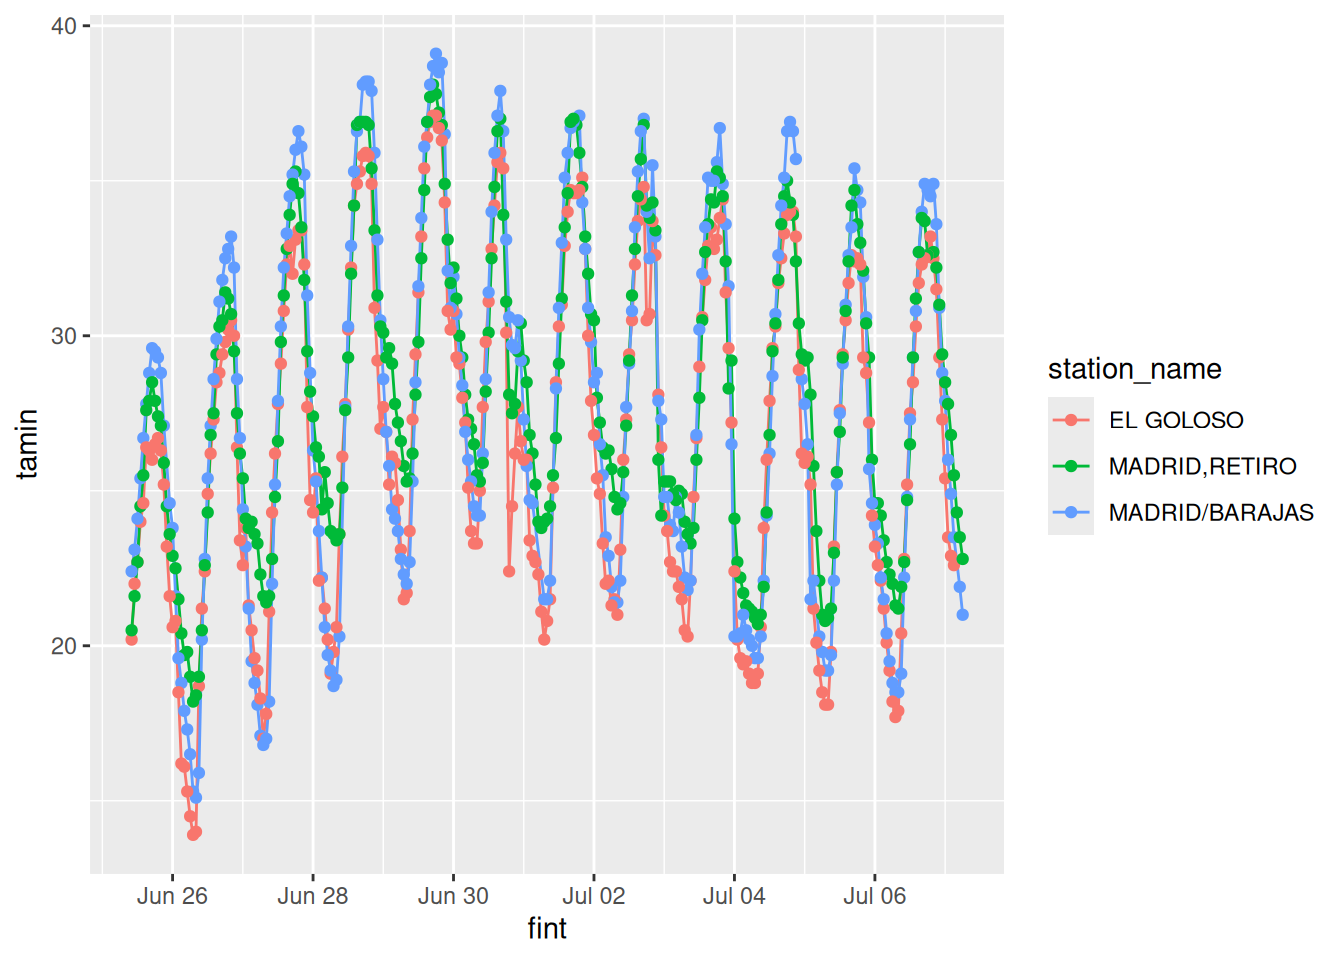 40
30
20
tamin
Jun 26
Jun 28
Jun 30
Jul 02
Jul 04
Jul 06
fint
station_name
EL GOLOSO
MADRID,RETIRO
MADRID/BARAJAS